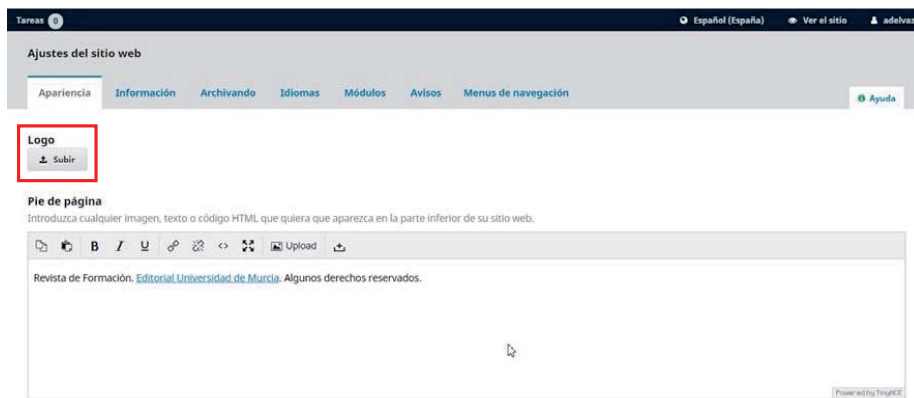 Tareas 0 Español (España) Ver el sitio adelvaz
Ajustes del sitio web
Apariencia Información Archivando Idiomas Módulos Avisos Menus de navegación Ayuda
Logo
Subir
Pie de página
Introduzca cualquier imagen, texto o código HTML que quiera que aparezca en la parte inferior de su sitio web.
B I U Upload
Revista de Formación. Editorial Universidad de Murcia. Algunos derechos reservados.
Powered by TinyMCE